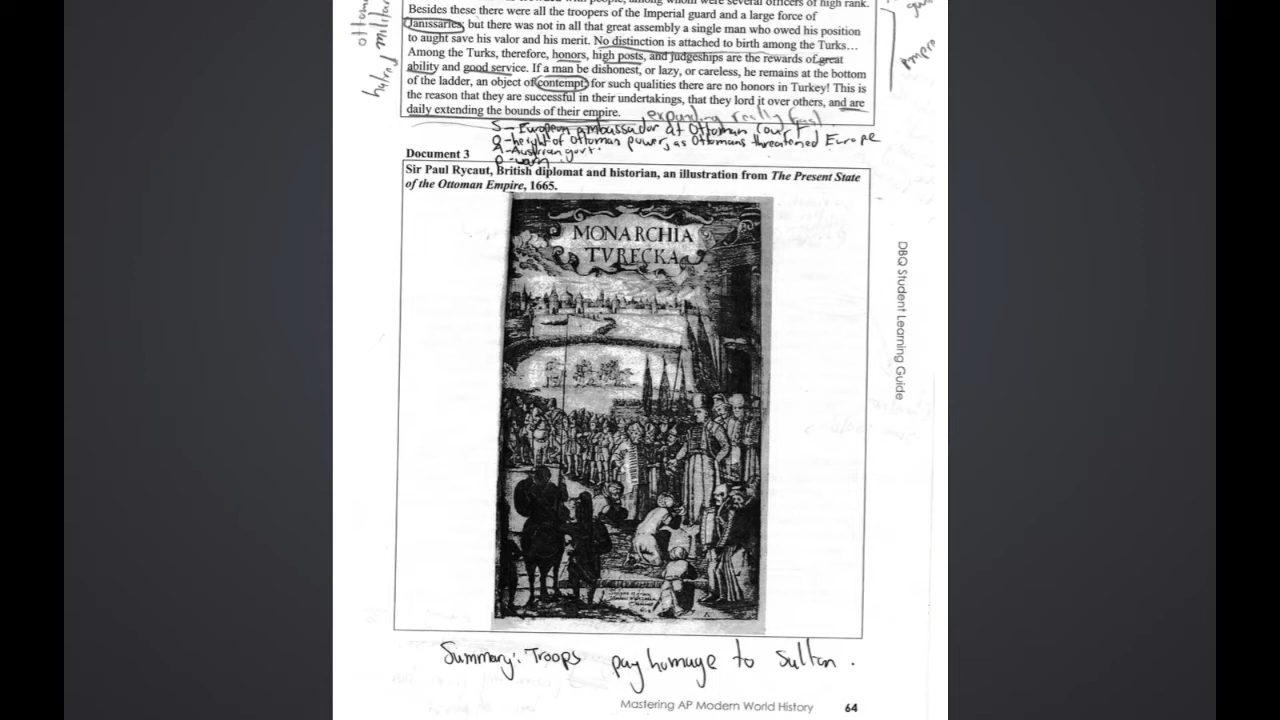 Besides these there were all the troopers of the Imperial guard and a large force of
Janissaries, but there was not in all that great assembly a single man who owed his position
to aught save his valor and his merit. No distinction is attached to birth among the Turks…
Among the Turks, therefore, honors, high posts, and judgeships are the rewards of great
ability and good service. If a man be dishonest, or lazy, or careless, he remains at the bottom
of the ladder, an object of contempt; for such qualities there are no honors in Turkey! This is
the reason that they are successful in their undertakings, that they lord it over others, and are
daily extending the bounds of their empire.
expanding really fast
S- European ambassador at Ottoman Court
O-height of Ottoman power, as Ottomans threatened Europe
A-Austrian govt.
P-warn
Document 3
Sir Paul Rycaut, British diplomat and historian, an illustration from The Present State
of the Ottoman Empire, 1665.
MONARCHIA
TVRECKA
DBQ Student Learning Guide
Summary: Troops pay homage to Sultan.
Mastering AP Modern World History 64